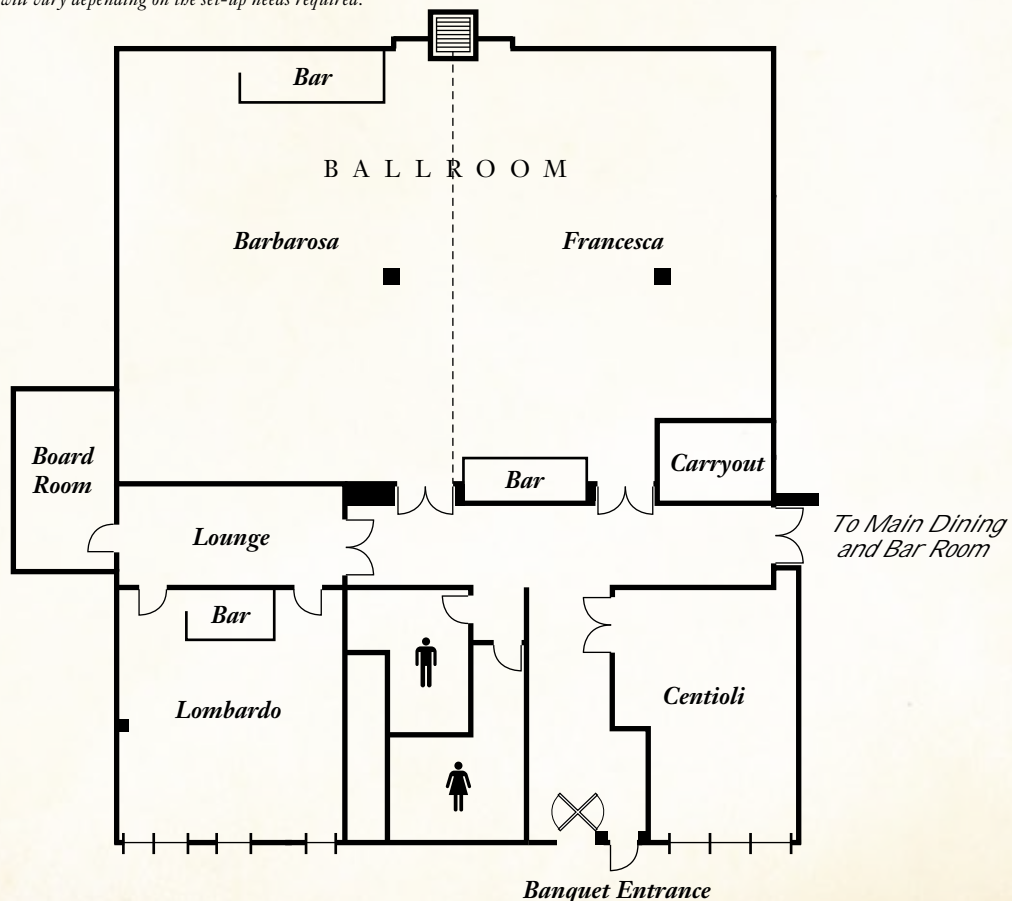 will vary depending on the set-up needs required.
Bar
BALLROOM
Barbarosa
Francesca
Board
Room
Carryout
Bar
Lounge
To Main Dining
and Bar Room
Bar
Lombardo
Centioli
Banquet Entrance